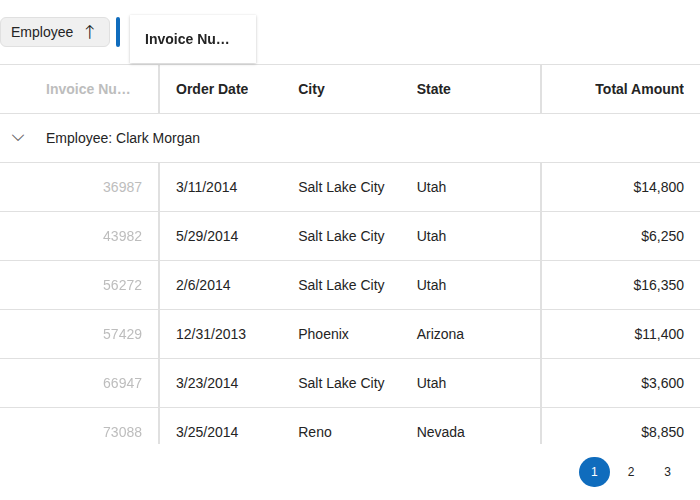 Employee
Invoice Nu…
Invoice Nu… Order Date City State Total Amount
Employee: Clark Morgan
36987 3/11/2014 Salt Lake City Utah $14,800
43982 5/29/2014 Salt Lake City Utah $6,250
56272 2/6/2014 Salt Lake City Utah $16,350
57429 12/31/2013 Phoenix Arizona $11,400
66947 3/23/2014 Salt Lake City Utah $3,600
73088 3/25/2014 Reno Nevada $8,850
1 2 3